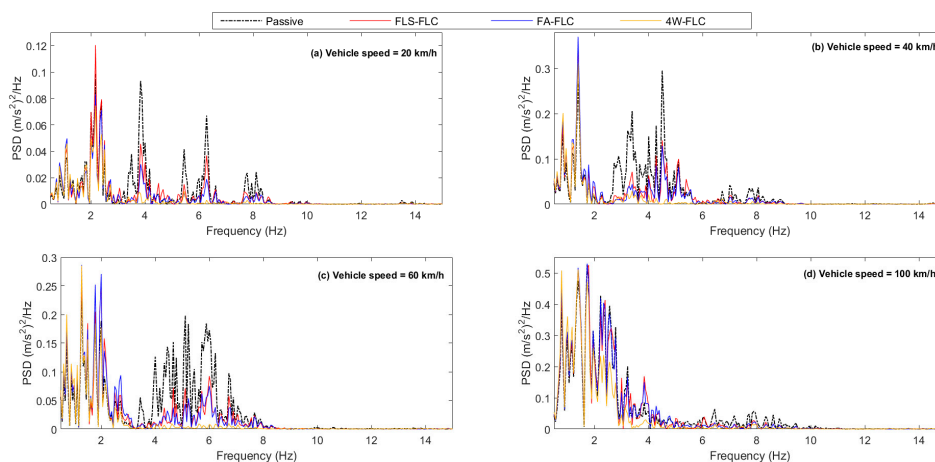 Passive FLS-FLC FA-FLC 4W-FLC
(a) Vehicle speed = 20 km/h
PSD (m/s²)²/Hz
0.12
0.1
0.08
0.06
0.04
0.02
0
2 4 6 8 10 12 14
Frequency (Hz)
(b) Vehicle speed = 40 km/h
PSD (m/s²)²/Hz
0.3
0.2
0.1
0
2 4 6 8 10 12 14
Frequency (Hz)
(c) Vehicle speed = 60 km/h
PSD (m/s²)²/Hz
0.3
0.25
0.2
0.15
0.1
0.05
0
2 4 6 8 10 12 14
Frequency (Hz)
(d) Vehicle speed = 100 km/h
PSD (m/s²)²/Hz
0.5
0.4
0.3
0.2
0.1
0
2 4 6 8 10 12 14
Frequency (Hz)